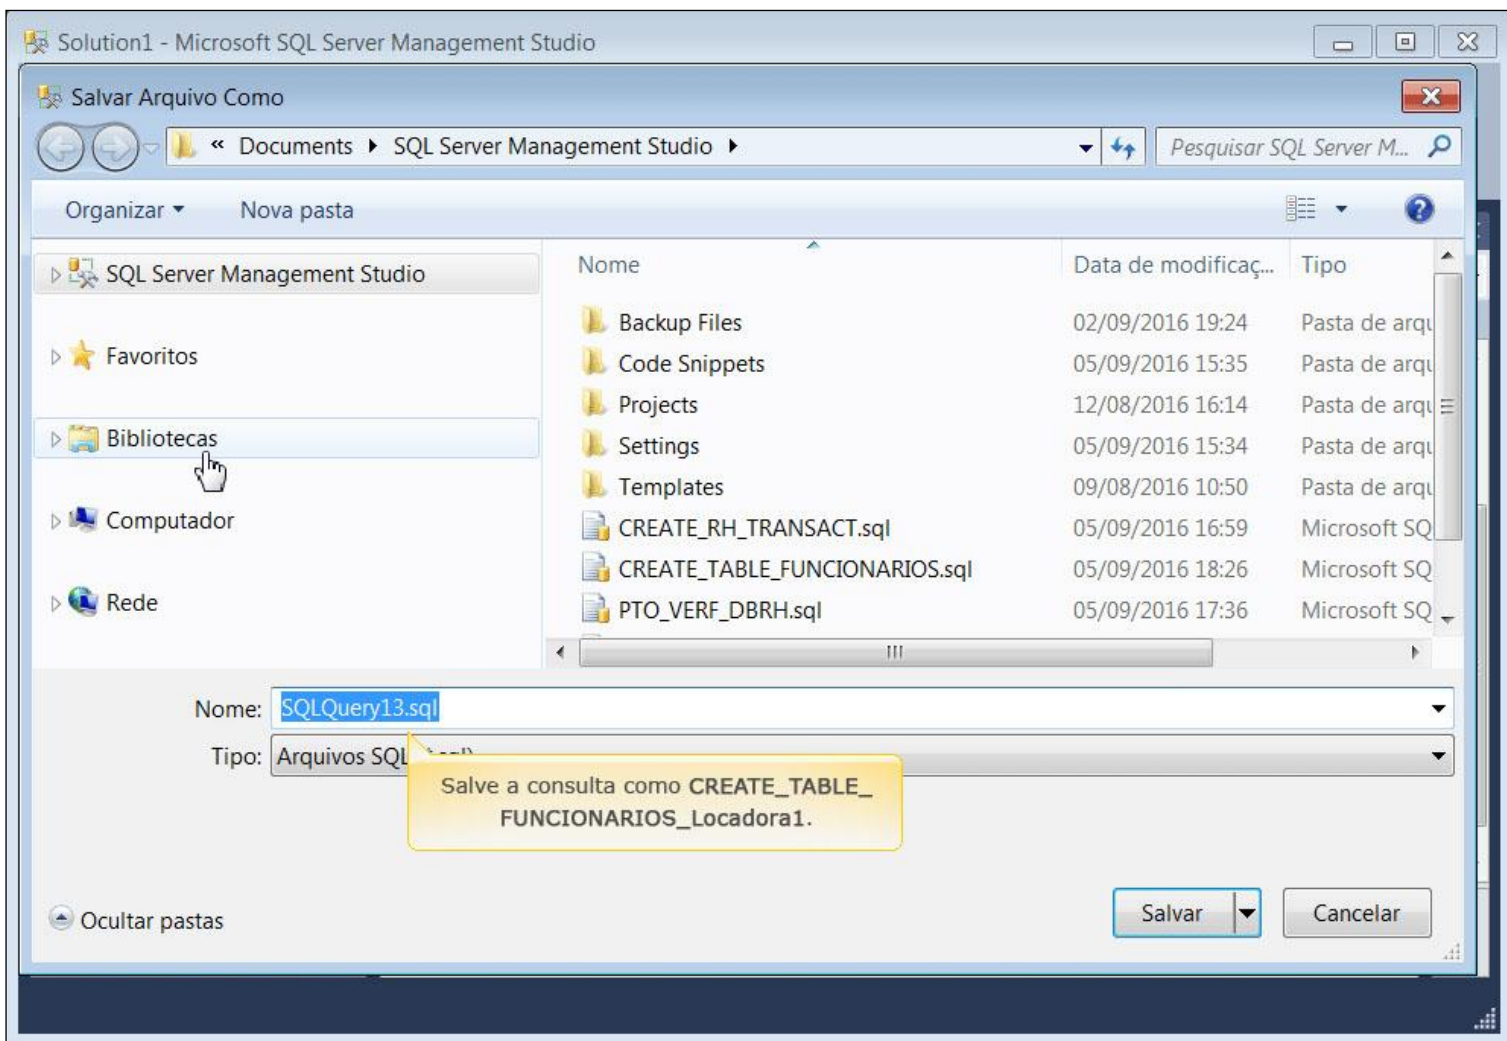 Solution1 - Microsoft SQL Server Management Studio
Salvar Arquivo Como
« Documents SQL Server Management Studio
Pesquisar SQL Server M...
Organizar Nova pasta
SQL Server Management Studio
Favoritos
Bibliotecas
Computador
Rede
Nome Data de modificaç... Tipo
Backup Files 02/09/2016 19:24 Pasta de arqu
Code Snippets 05/09/2016 15:35 Pasta de arqu
Projects 12/08/2016 16:14 Pasta de arqu
Settings 05/09/2016 15:34 Pasta de arqu
Templates 09/08/2016 10:50 Pasta de arqu
CREATE_RH_TRANSACT.sql 05/09/2016 16:59 Microsoft SQ
CREATE_TABLE_FUNCIONARIOS.sql 05/09/2016 18:26 Microsoft SQ
PTO_VERF_DBRH.sql 05/09/2016 17:36 Microsoft SQ
Nome: SQLQuery13.sql
Tipo: Arquivos SQL
Salve a consulta como CREATE_TABLE_
FUNCIONARIOS_Locadora1.
Ocultar pastas
Salvar
Cancelar